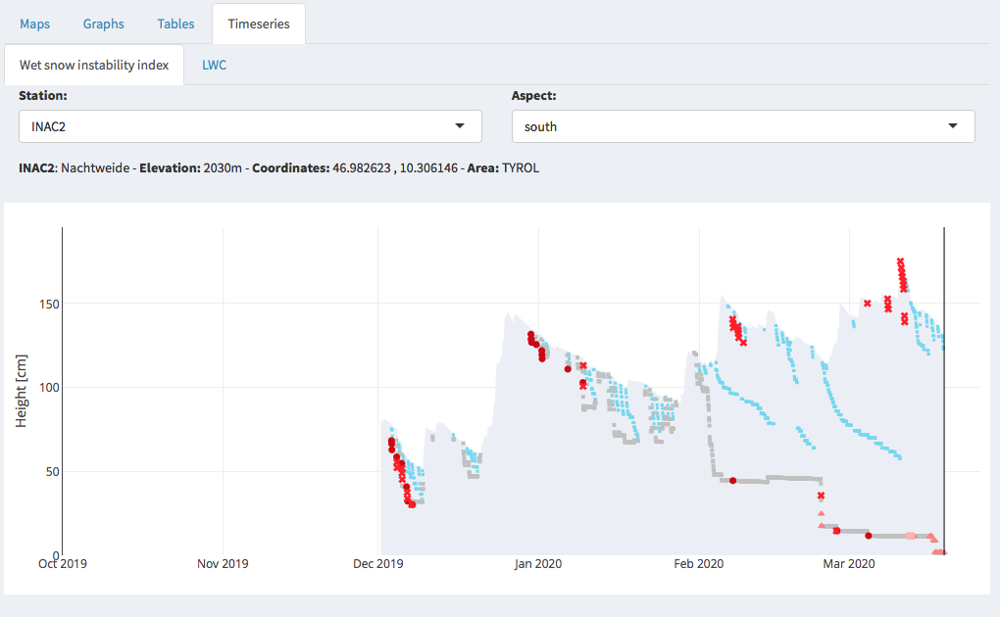 Maps Graphs Tables Timeseries
Wet snow instability index LWC
Station: Aspect:
INAC2 south
INAC2: Nachtweide - Elevation: 2030m - Coordinates: 46.982623 , 10.306146 - Area: TYROL
150
100
50
0
Height [cm]
Oct 2019 Nov 2019 Dec 2019 Jan 2020 Feb 2020 Mar 2020